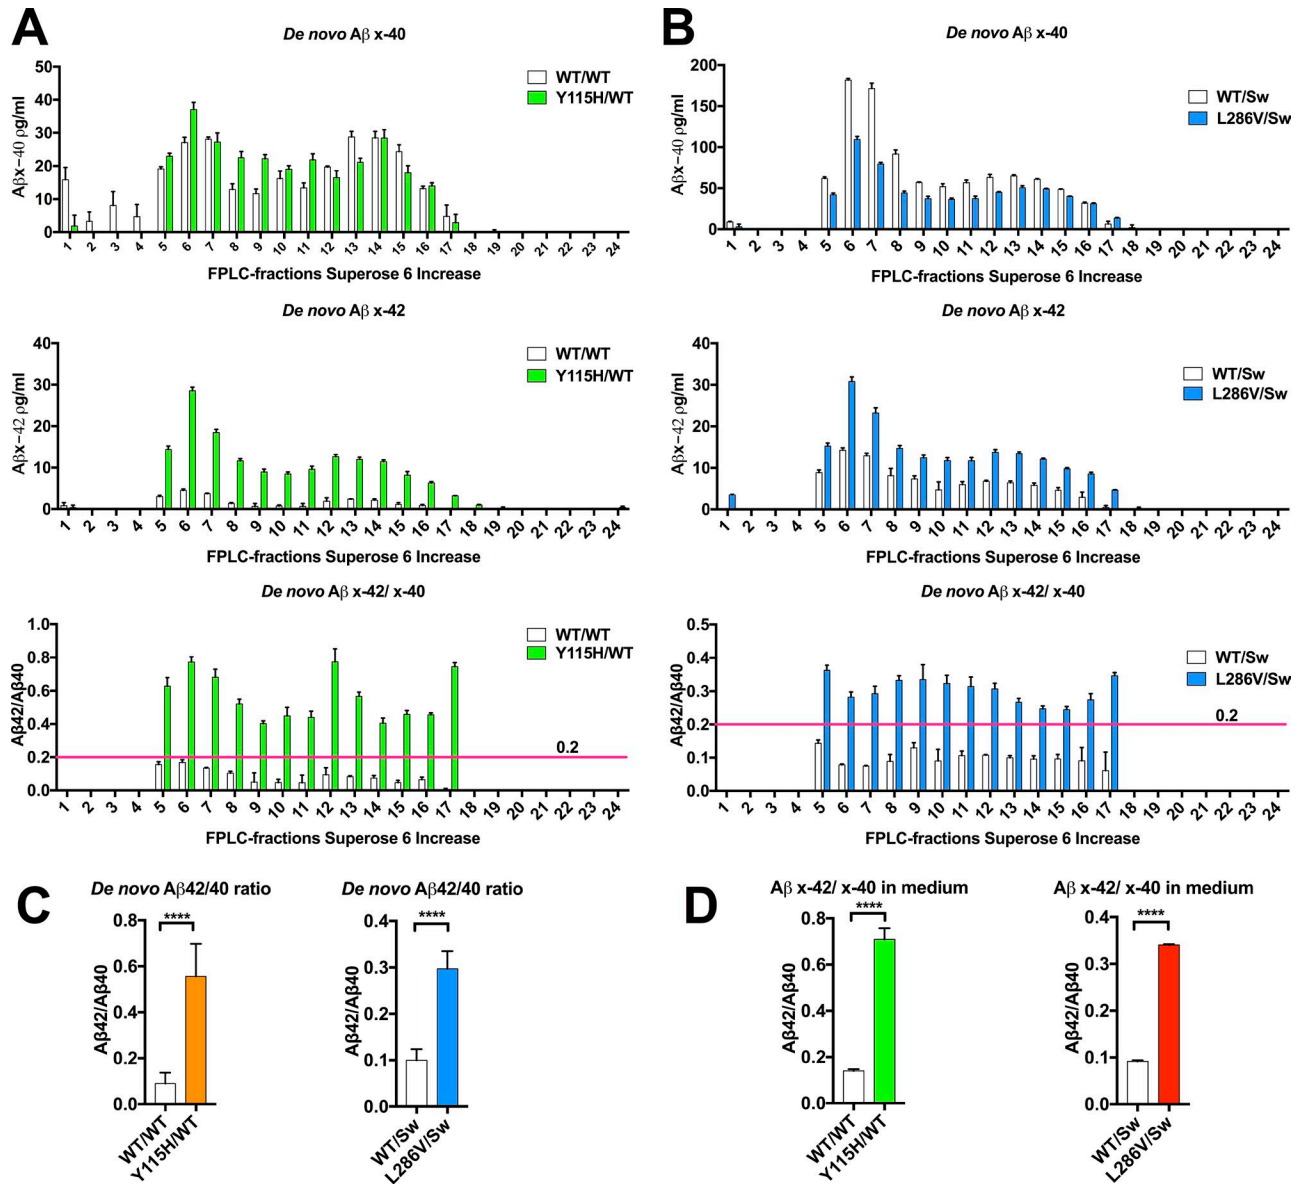 A
De novo Aβ x-40
50
40
30
20
10
0
Aβx−40 ρg/ml
WT/WT
Y115H/WT
1 2 3 4 5 6 7 8 9 10 11 12 13 14 15 16 17 18 19 20 21 22 23 24
FPLC-fractions Superose 6 Increase
De novo Aβ x-42
40
30
20
10
0
Aβx−42 ρg/ml
WT/WT
Y115H/WT
1 2 3 4 5 6 7 8 9 10 11 12 13 14 15 16 17 18 19 20 21 22 23 24
FPLC-fractions Superose 6 Increase
De novo Aβ x-42/ x-40
1.0
0.8
0.6
0.4
0.2
0.0
Aβ42/Aβ40
WT/WT
Y115H/WT
0.2
1 2 3 4 5 6 7 8 9 10 11 12 13 14 15 16 17 18 19 20 21 22 23 24
FPLC-fractions Superose 6 Increase
B
De novo Aβ x-40
200
150
100
50
0
Aβx−40 ρg/ml
WT/Sw
L286V/Sw
1 2 3 4 5 6 7 8 9 10 11 12 13 14 15 16 17 18 19 20 21 22 23 24
FPLC-fractions Superose 6 Increase
De novo Aβ x-42
40
30
20
10
0
Aβx−42 ρg/ml
WT/Sw
L286V/Sw
1 2 3 4 5 6 7 8 9 10 11 12 13 14 15 16 17 18 19 20 21 22 23 24
FPLC-fractions Superose 6 Increase
De novo Aβ x-42/ x-40
0.5
0.4
0.3
0.2
0.1
0.0
Aβ42/Aβ40
WT/Sw
L286V/Sw
0.2
1 2 3 4 5 6 7 8 9 10 11 12 13 14 15 16 17 18 19 20 21 22 23 24
FPLC-fractions Superose 6 Increase
C
De novo Aβ42/40 ratio
0.8
0.6
0.4
0.2
0.0
Aβ42/Aβ40
****
WT/WT
Y115H/WT
De novo Aβ42/40 ratio
0.4
0.3
0.2
0.1
0.0
Aβ42/Aβ40
****
WT/Sw
L286V/Sw
D
Aβ x-42/ x-40 in medium
0.8
0.6
0.4
0.2
0.0
Aβ42/Aβ40
****
WT/WT
Y115H/WT
Aβ x-42/ x-40 in medium
0.4
0.3
0.2
0.1
0.0
Aβ42/Aβ40
****
WT/Sw
L286V/Sw